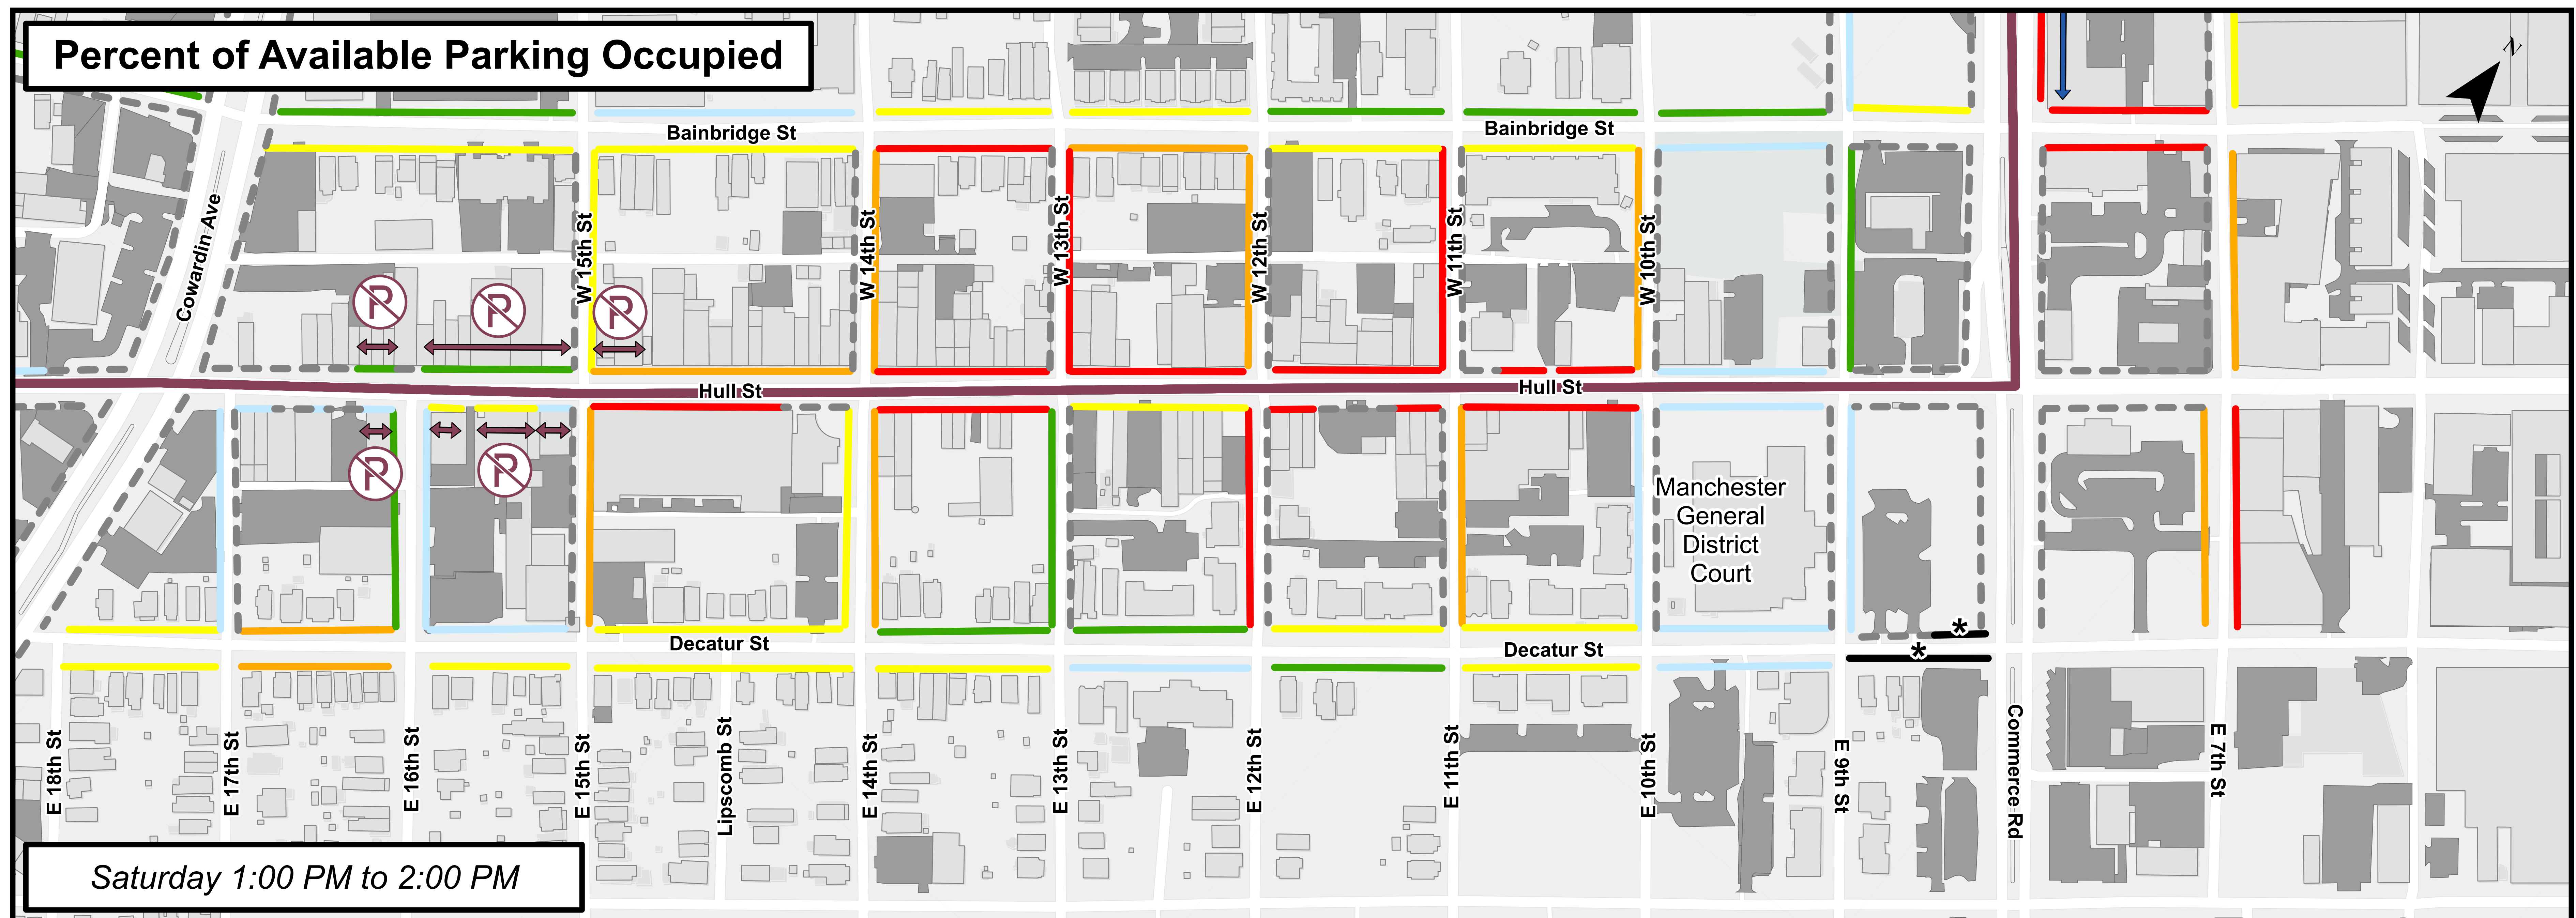 Percent of Available Parking Occupied
N
Bainbridge St
Bainbridge St
Cowardin Ave
W 15th St
W 14th St
W 13th St
W 12th St
W 11th St
W 10th St
P
P
P
Hull St
Hull St
P
P
Manchester
General
District
Court
*
*
Decatur St
Decatur St
E 18th St
E 17th St
E 16th St
E 15th St
Lipscomb St
E 14th St
E 13th St
E 12th St
E 11th St
E 10th St
E 9th St
Commerce Rd
E 7th St
Saturday 1:00 PM to 2:00 PM